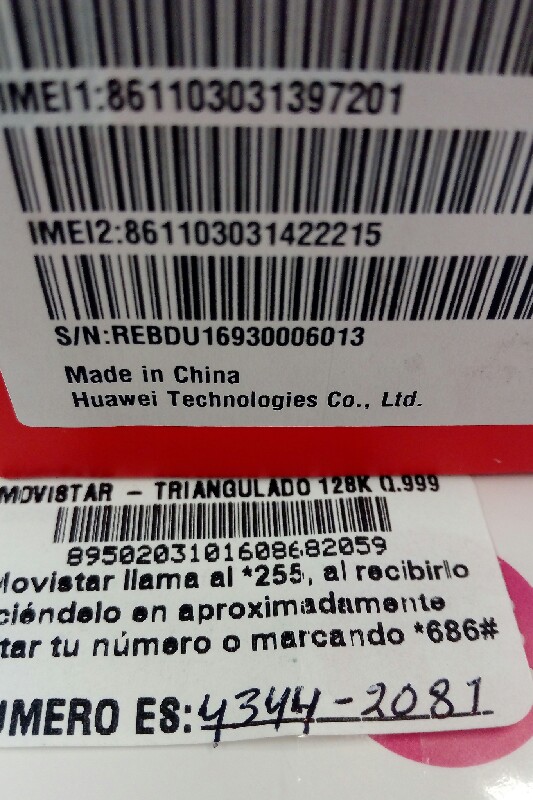 IMEI1:861103031397201
IMEI2:861103031422215
S/N:REBDU16930006013
Made in China
Huawei Technologies Co., Ltd.
MOVISTAR - TRIANGULADO 128K Q.999
8950203101608682059
Movistar llama al *255, al recibirlo
ciéndelo en aproximadamente
tar tu número o marcando *686#
UMERO ES: 4344-2081